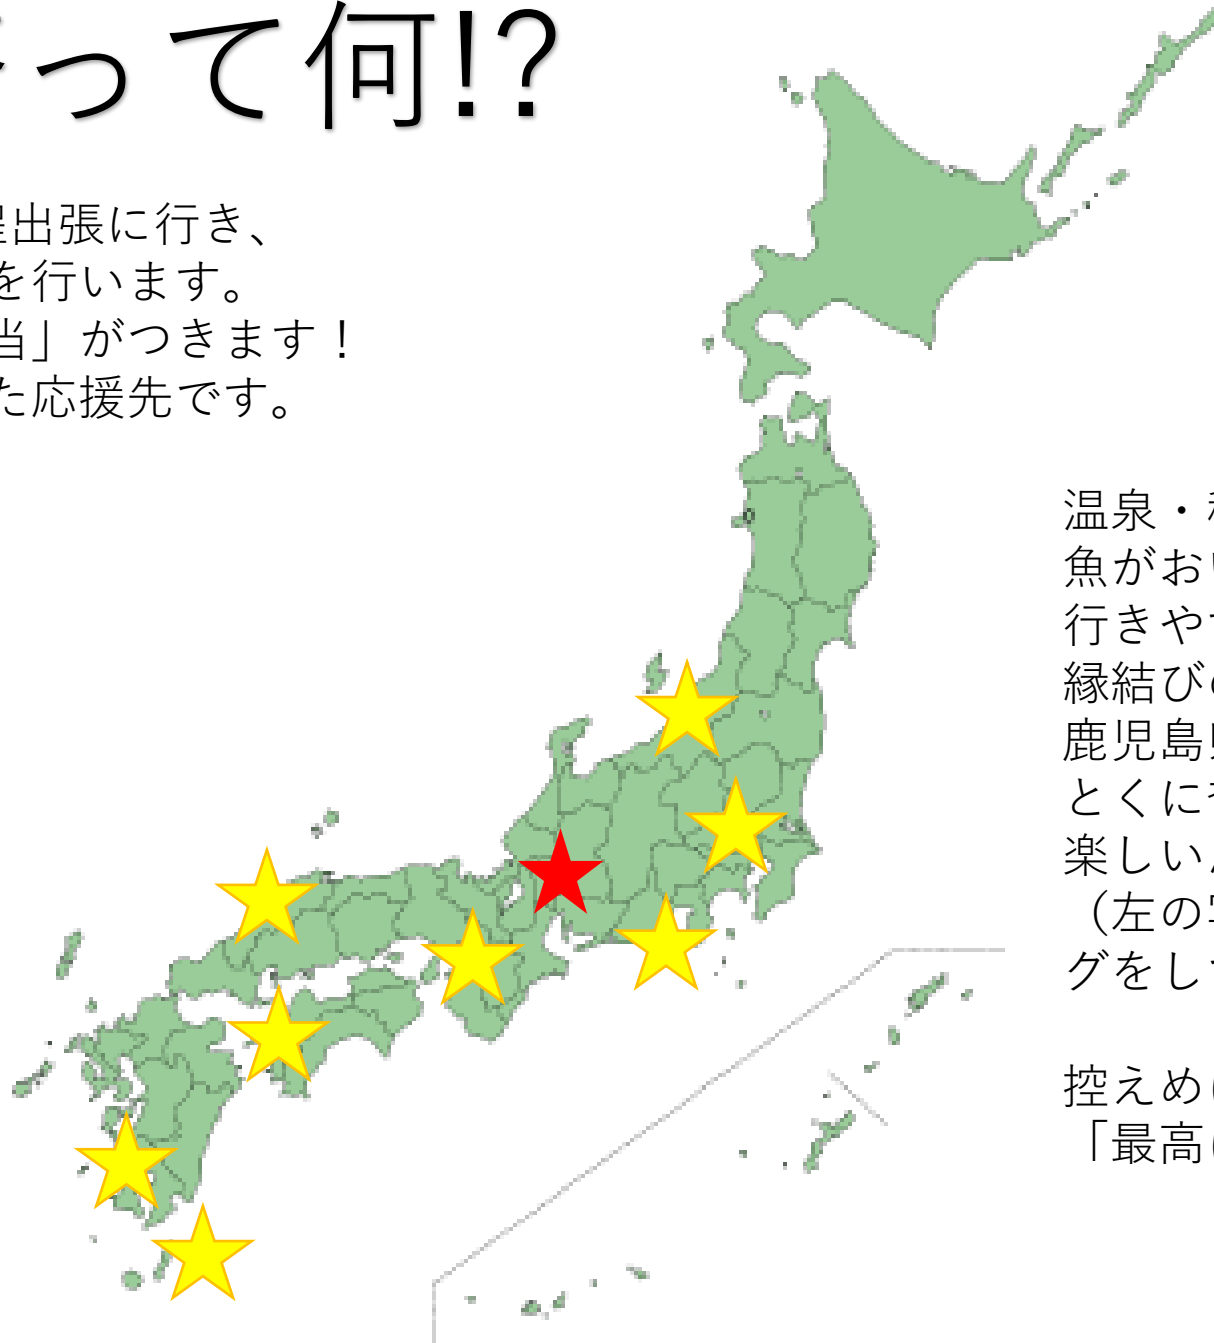 って何!?
出張に行き、
を行います。
当」がつきます！
た応援先です。
温泉・
魚がお
行きや
縁結び
鹿児島
とくに
楽しい
（左の
グをし
控えめ
「最高